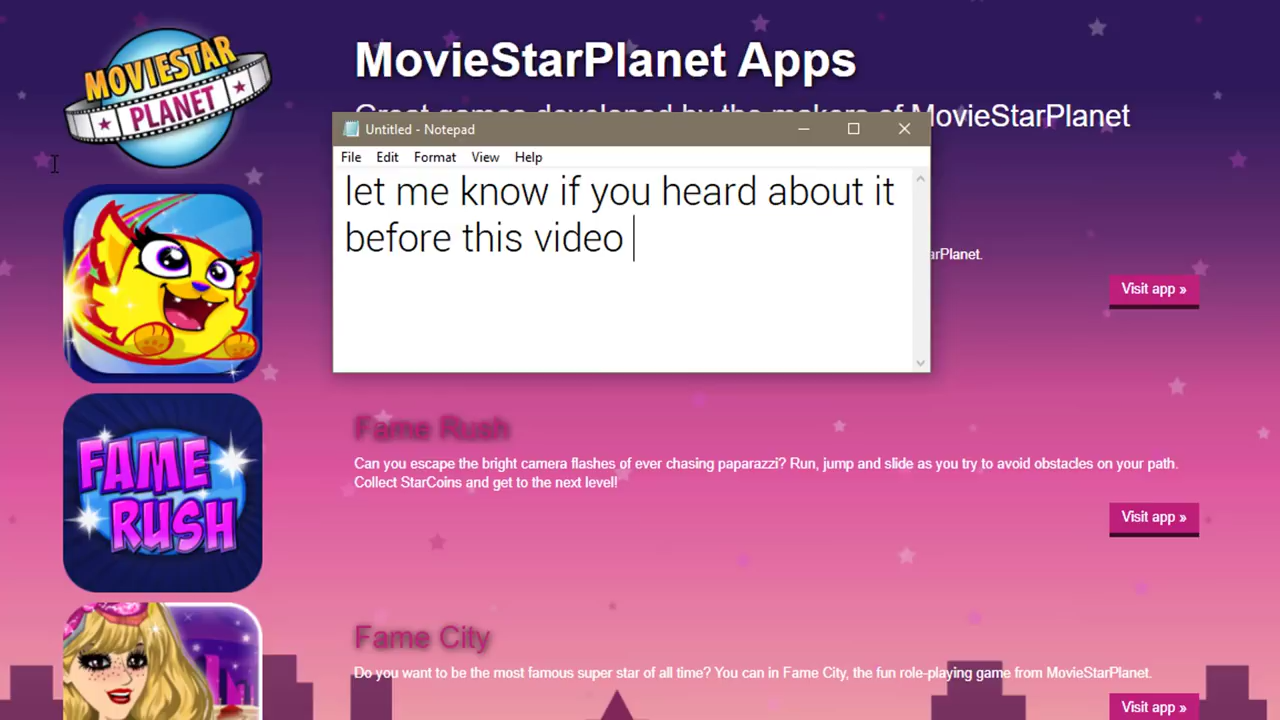 MOVIESTAR
PLANET
MovieStarPlanet Apps
MovieStarPlanet
Untitled - Notepad
File Edit Format View Help
let me know if you heard about it
before this video
Visit app »
FAME
RUSH
Fame Rush
Can you escape the bright camera flashes of ever chasing paparazzi? Run, jump and slide as you try to avoid obstacles on your path.
Collect StarCoins and get to the next level!
Visit app »
Fame City
Do you want to be the most famous super star of all time? You can in Fame City, the fun role-playing game from MovieStarPlanet.
Visit app »